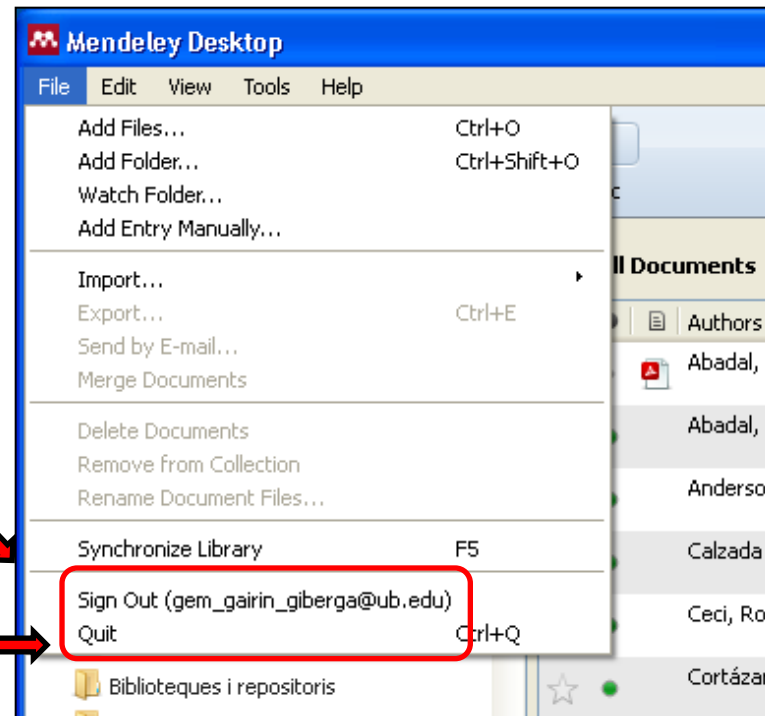 Mendeley Desktop
File Edit View Tools Help
Add Files... Ctrl+O
Add Folder... Ctrl+Shift+O
Watch Folder...
Add Entry Manually...
Import...
Export... Ctrl+E
Send by E-mail...
Merge Documents
Delete Documents
Remove from Collection
Rename Document Files...
Synchronize Library F5
Sign Out (gem_gairin_giberga@ub.edu)
Quit Ctrl+Q
Biblioteques i repositoris
c
ll Documents
Authors
Abadal,
Abadal,
Anderso
Calzada
Ceci, Ro
Cortázar